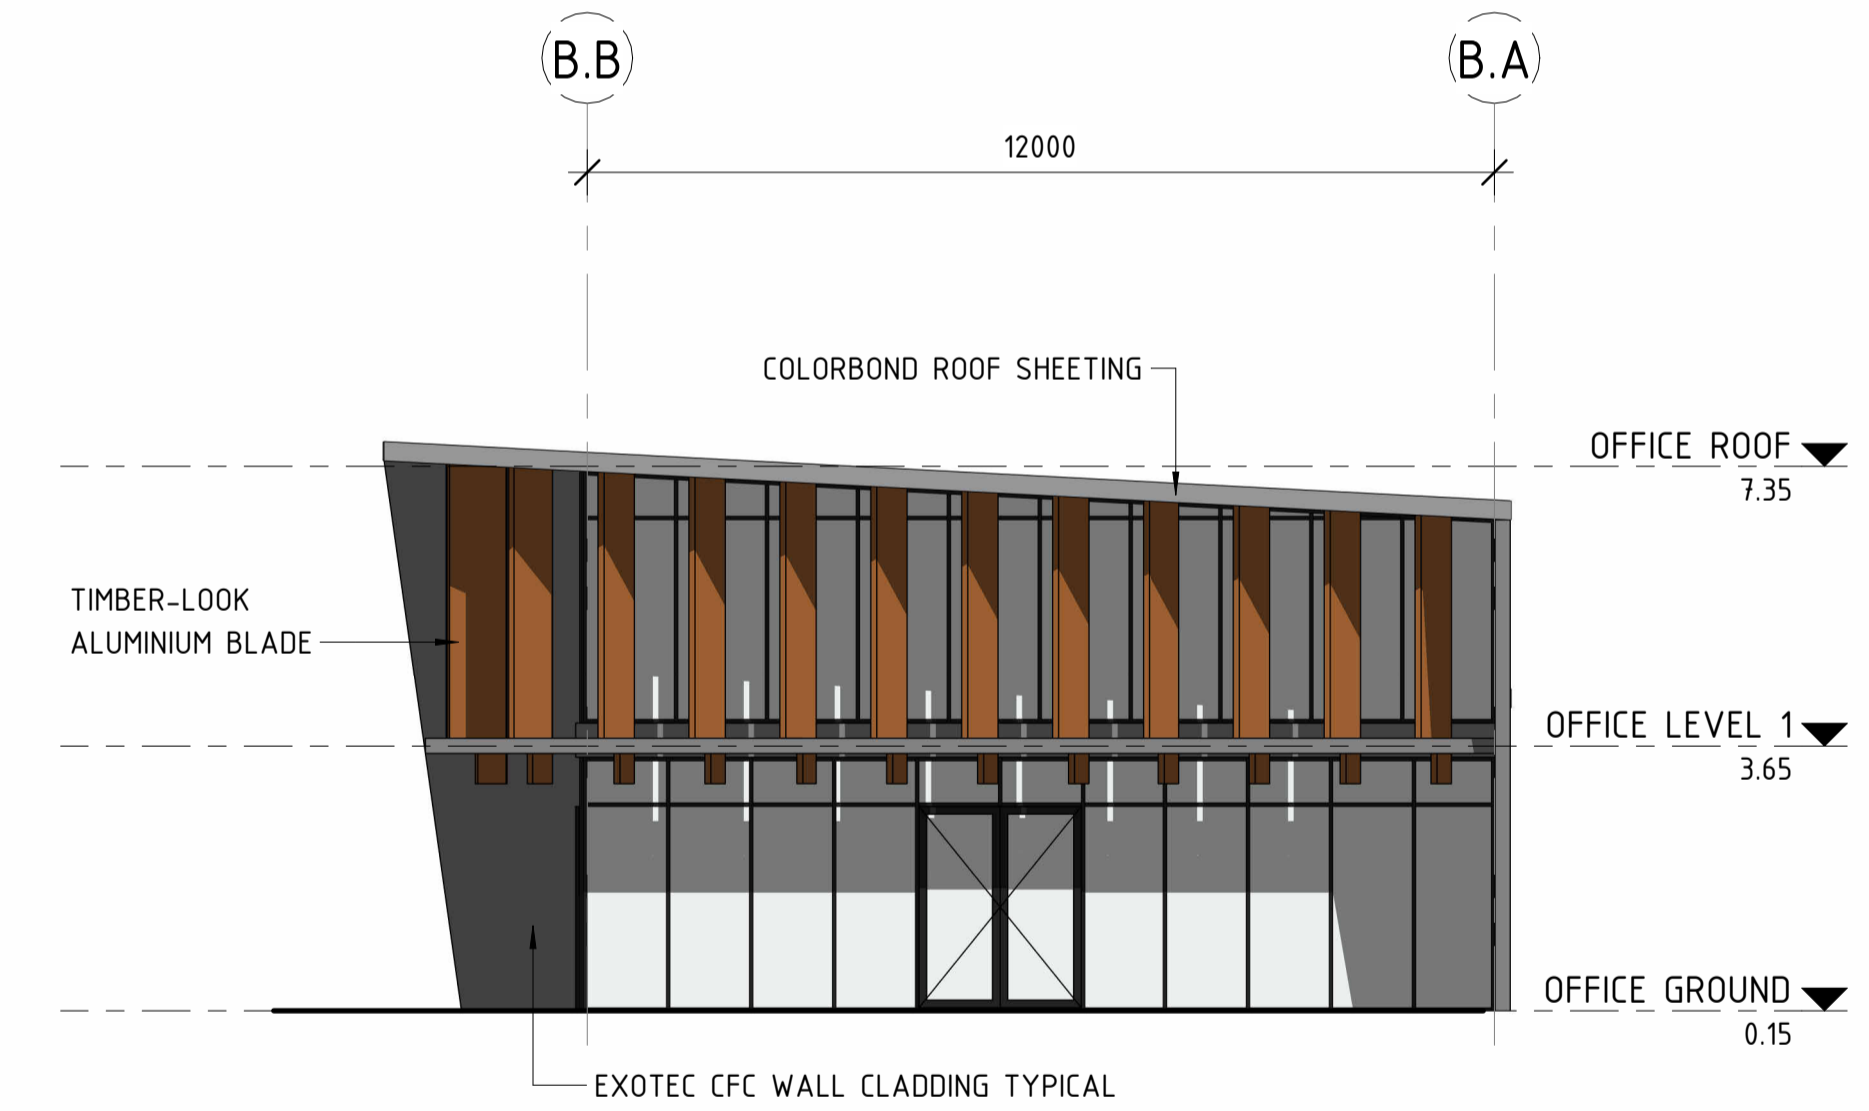 B.B
B.A
12000
COLORBOND ROOF SHEETING
OFFICE ROOF
7.35
TIMBER-LOOK
ALUMINIUM BLADE
OFFICE LEVEL 1
3.65
OFFICE GROUND
0.15
EXOTEC CFC WALL CLADDING TYPICAL